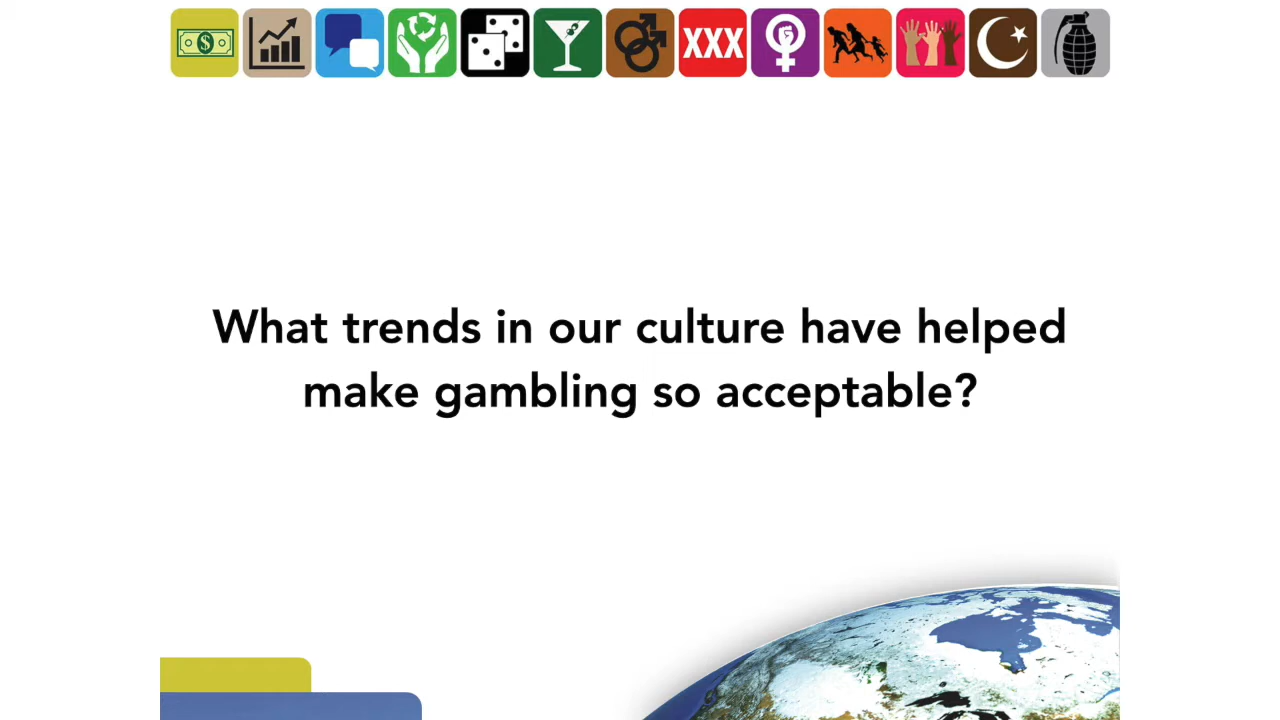 $
XXX
What trends in our culture have helped
make gambling so acceptable?